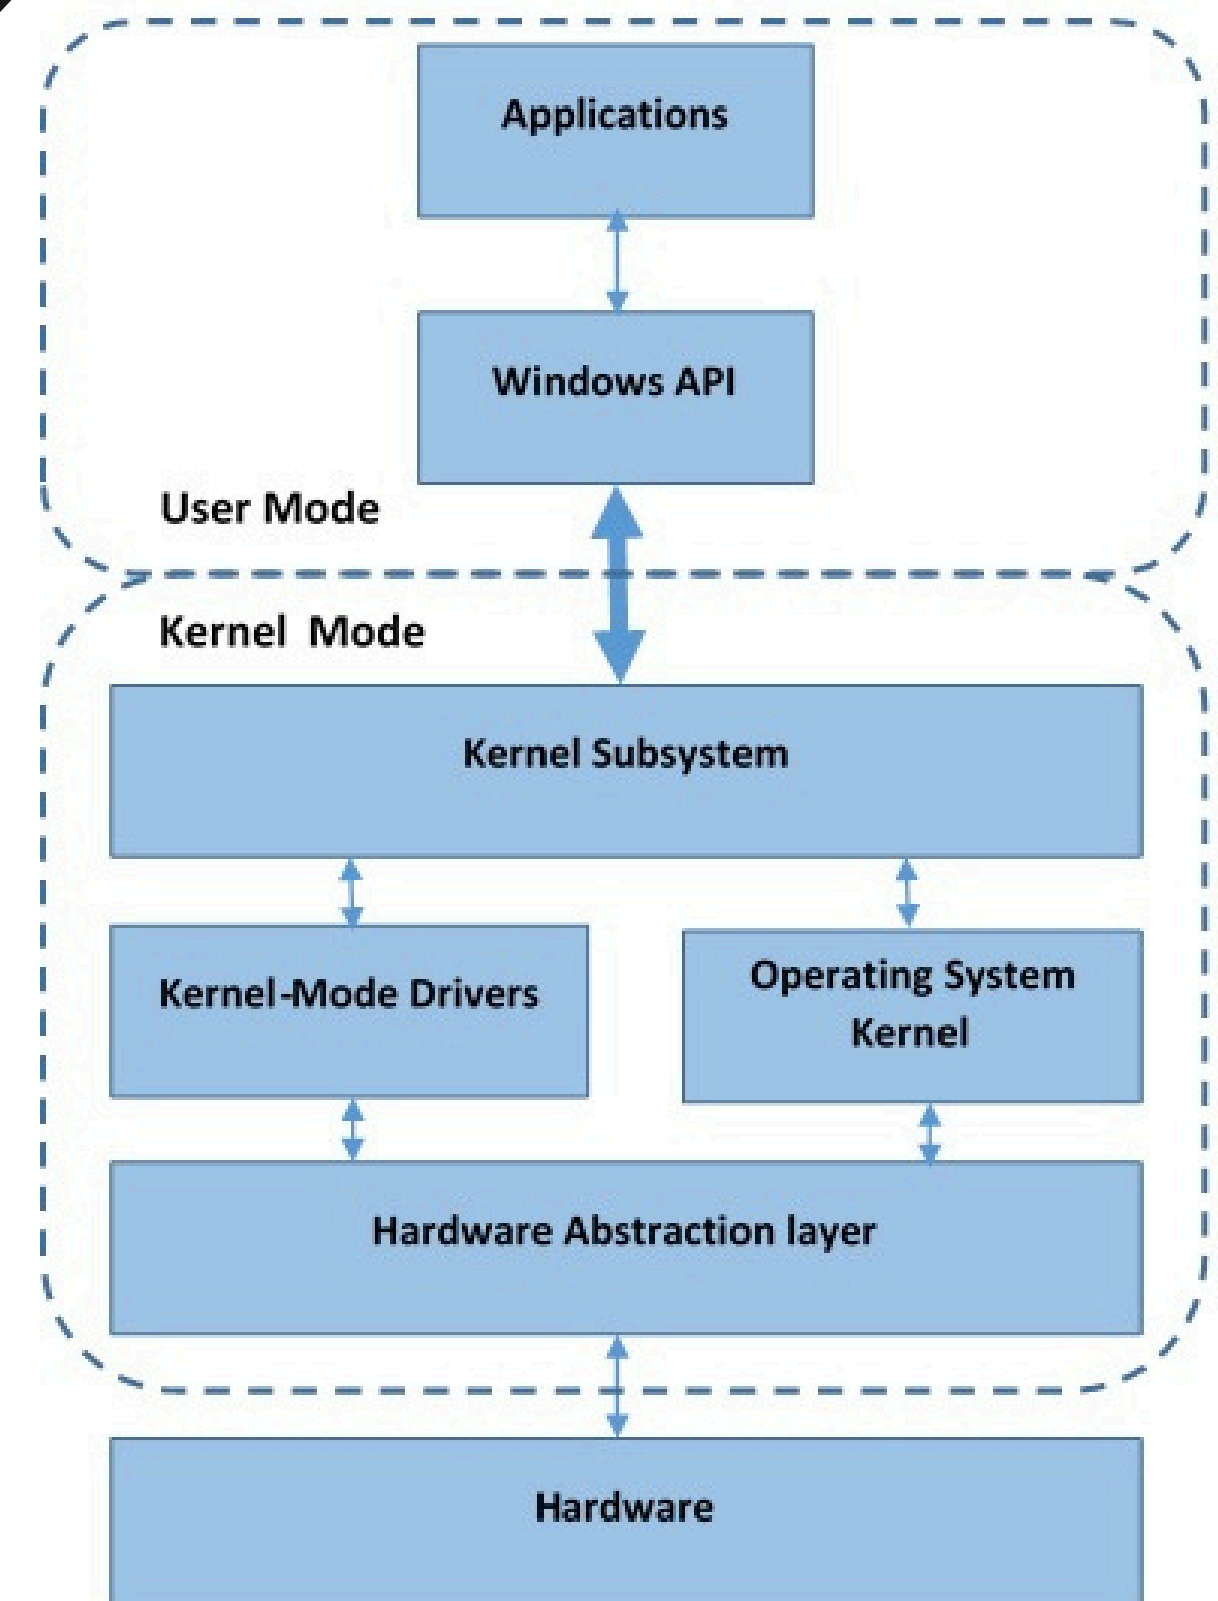 Applications
Windows API
User Mode
Kernel Mode
Kernel Subsystem
Kernel-Mode Drivers
Operating System
Kernel
Hardware Abstraction layer
Hardware